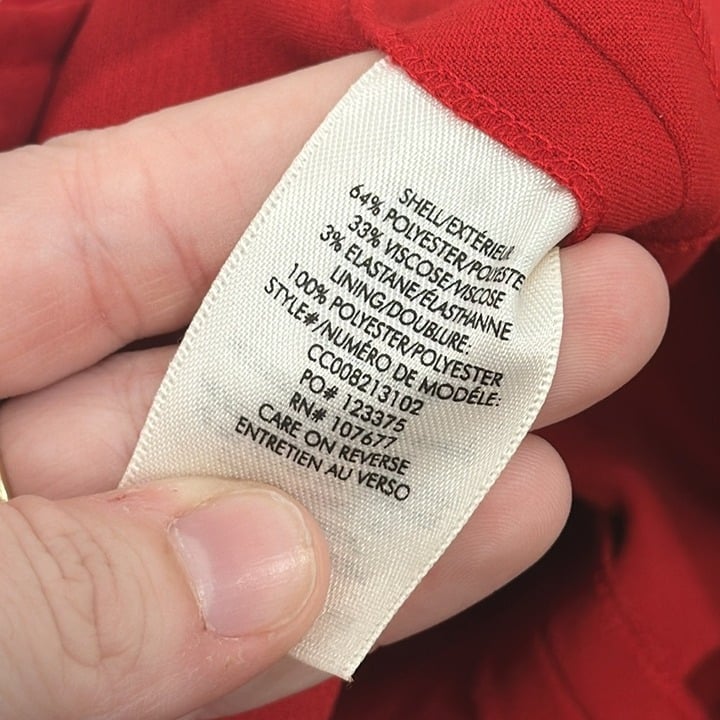 SHELL/EXTÉRIEUR
64% POLYESTER/POLYESTE
33% VISCOSE/VISCOSE
3% ELASTANE/ÉLASTHANNE
LINING/DOUBLURE:
100% POLYESTER/POLYESTER
STYLE#/NUMÉRO DE MODÉLE:
CC008213102
PO# 123375
RN# 107677
CARE ON REVERSE
ENTRETIEN AU VERSO